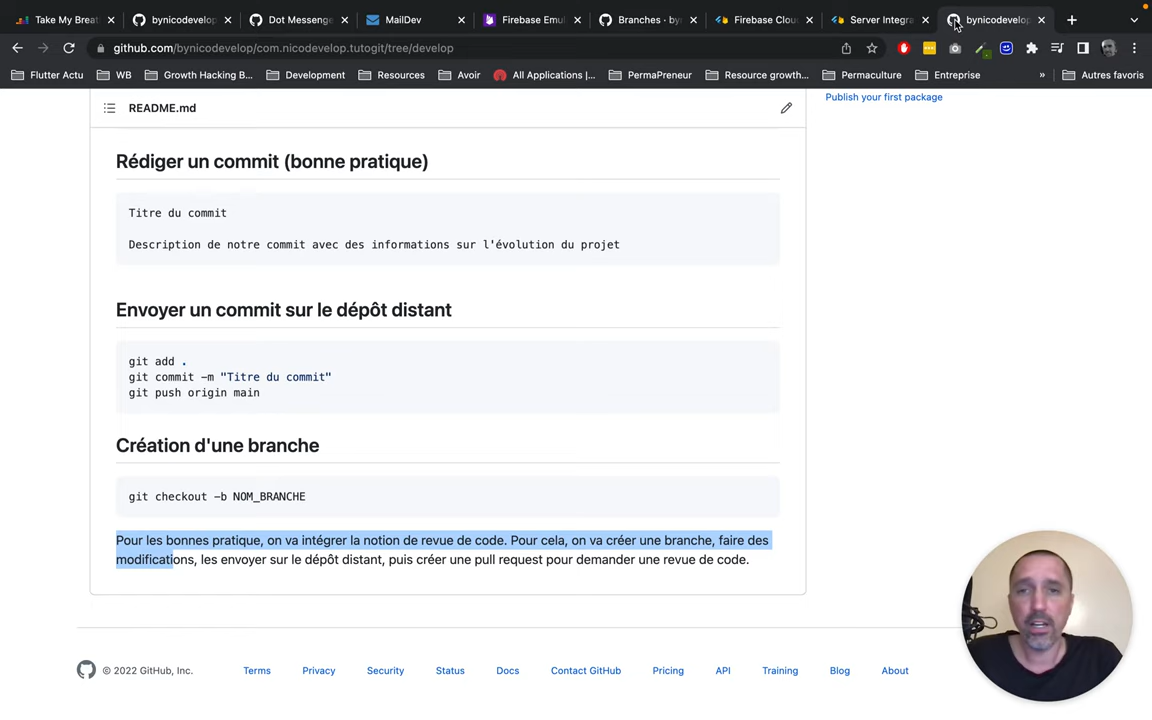 Take My Breat
bynicodevelop
Dot Messenge
MailDev
Firebase Emul
Branches · by
Firebase Clou
Server Integra
bynicodevelop
github.com/bynicodevelop/com.nicodevelop.tutogit/tree/develop
Flutter Actu
WB
Growth Hacking B...
Development
Resources
Avoir
All Applications |...
PermaPreneur
Resource growth...
Permaculture
Entreprise
»
Autres favoris
README.md
Publish your first package
Rédiger un commit (bonne pratique)
Titre du commit
Description de notre commit avec des informations sur l'évolution du projet
Envoyer un commit sur le dépôt distant
git add .
git commit -m "Titre du commit"
git push origin main
Création d'une branche
git checkout -b NOM_BRANCHE
Pour les bonnes pratique, on va intégrer la notion de revue de code. Pour cela, on va créer une branche, faire des
modifications, les envoyer sur le dépôt distant, puis créer une pull request pour demander une revue de code.
© 2022 GitHub, Inc.
Terms
Privacy
Security
Status
Docs
Contact GitHub
Pricing
API
Training
Blog
About